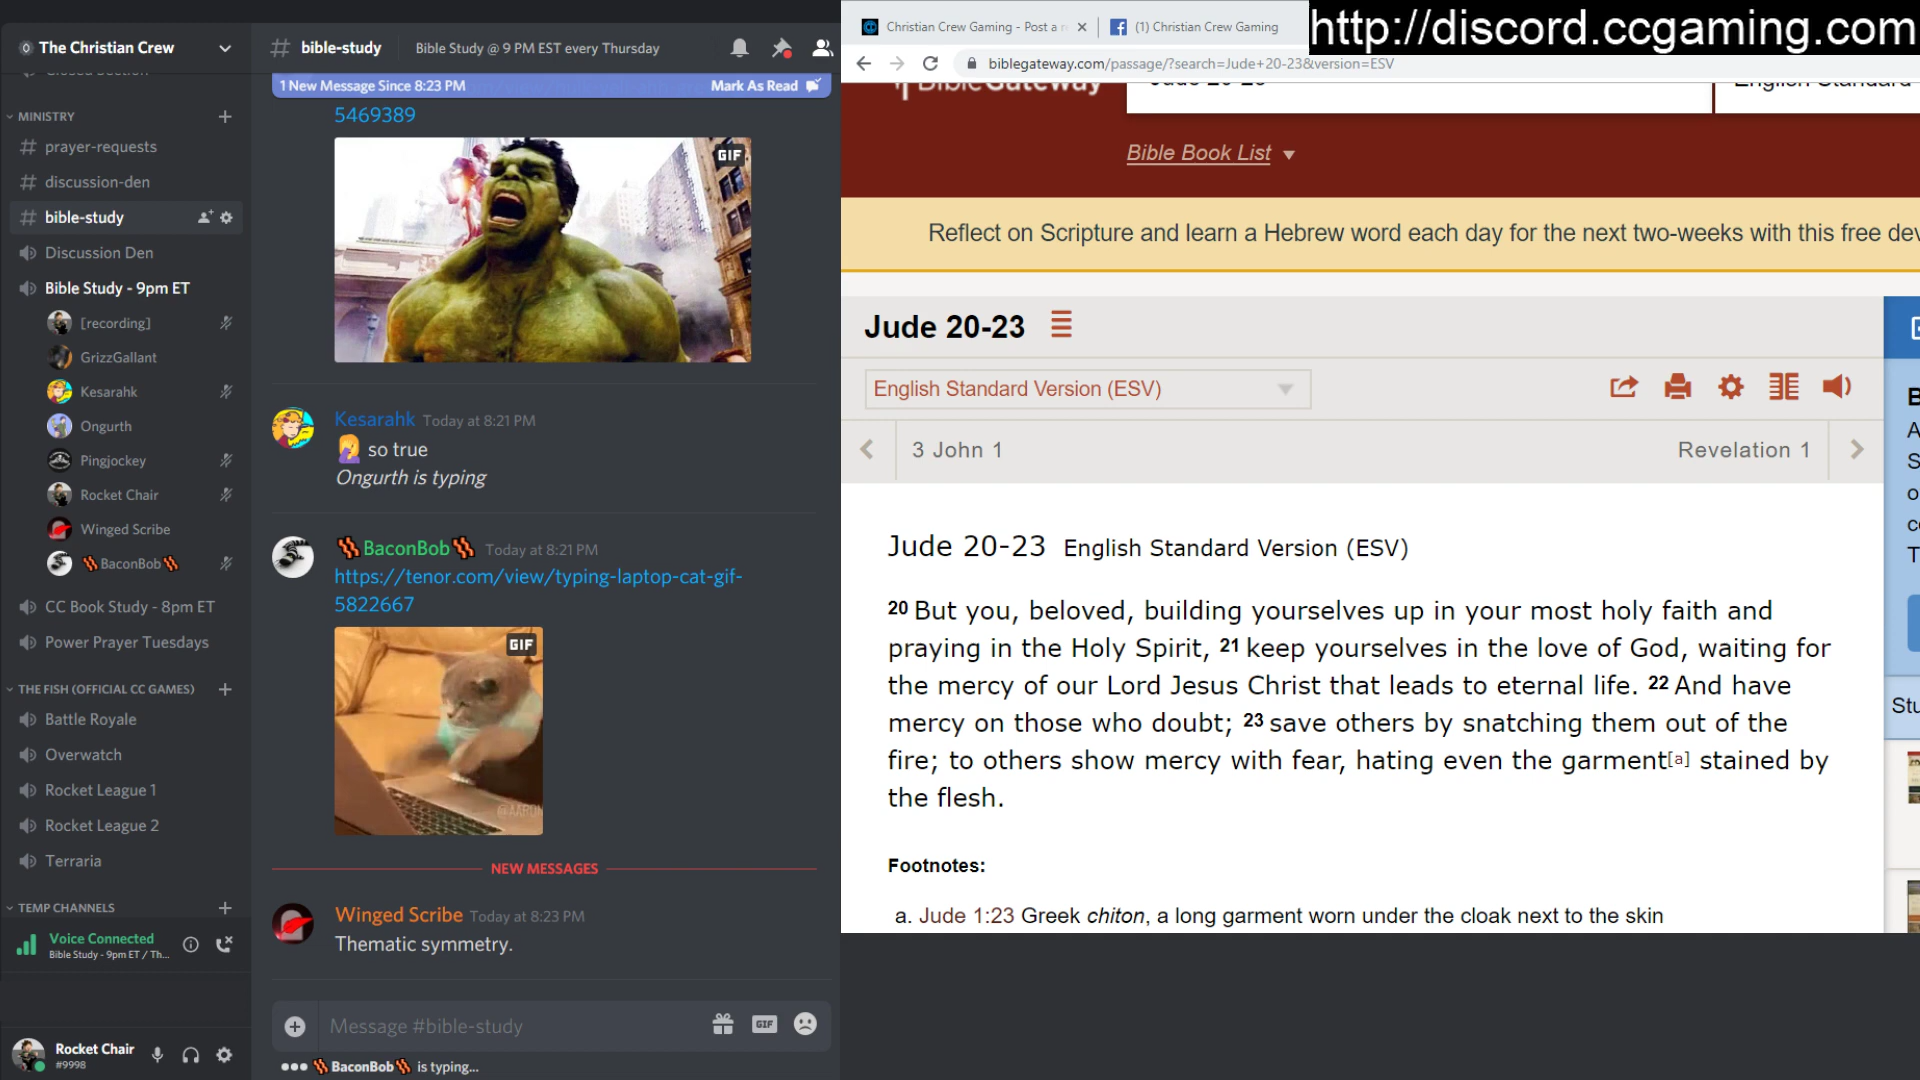 The Christian Crew
MINISTRY
prayer-requests
discussion-den
bible-study
Discussion Den
Bible Study - 9pm ET
[recording]
GrizzGallant
Kesarahk
Ongurth
Pingjockey
Rocket Chair
Winged Scribe
BaconBob
CC Book Study - 8pm ET
Power Prayer Tuesdays
THE FISH (OFFICIAL CC GAMES)
Battle Royale
Overwatch
Rocket League 1
Rocket League 2
Terraria
TEMP CHANNELS
Voice Connected
Bible Study - 9pm ET / Th...
Rocket Chair
#9998
# bible-study Bible Study @ 9 PM EST every Thursday
1 New Message Since 8:23 PM Mark As Read
5469389
GIF
Kesarahk Today at 8:21 PM
so true
Ongurth is typing
BaconBob Today at 8:21 PM
https://tenor.com/view/typing-laptop-cat-gif-
5822667
GIF
NEW MESSAGES
Winged Scribe Today at 8:23 PM
Thematic symmetry.
Message #bible-study
GIF
BaconBob is typing...
Christian Crew Gaming - Post a
(1) Christian Crew Gaming
http://discord.ccgaming.com
biblegateway.com/passage/?search=Jude+20-23&version=ESV
BibleGateway
Jude 20-23
English Standard
Bible Book List
Reflect on Scripture and learn a Hebrew word each day for the next two-weeks with this free dev
Jude 20-23
English Standard Version (ESV)
3 John 1
Revelation 1
Jude 20-23 English Standard Version (ESV)
20 But you, beloved, building yourselves up in your most holy faith and
praying in the Holy Spirit, 21 keep yourselves in the love of God, waiting for
the mercy of our Lord Jesus Christ that leads to eternal life. 22 And have
mercy on those who doubt; 23 save others by snatching them out of the
fire; to others show mercy with fear, hating even the garment[a] stained by
the flesh.
Footnotes:
a. Jude 1:23 Greek chiton, a long garment worn under the cloak next to the skin